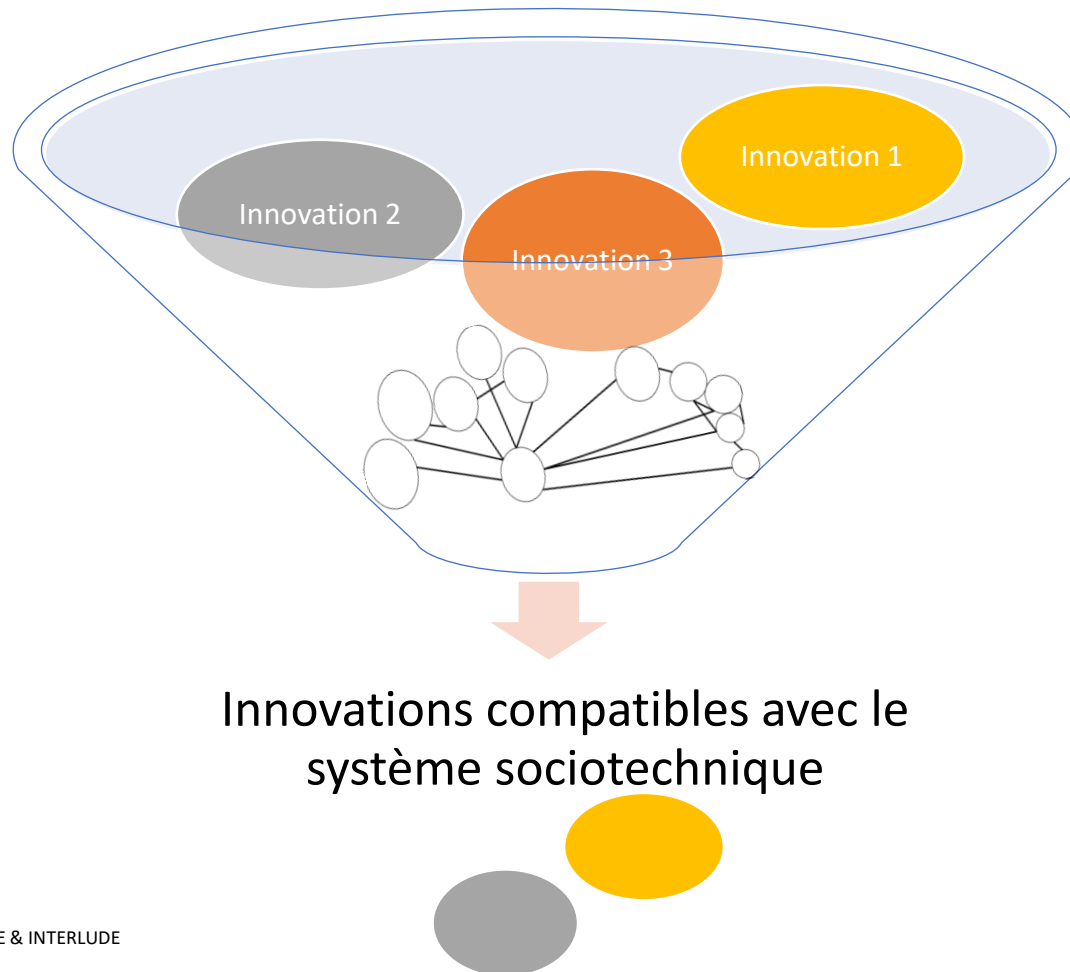 Innovation 1
Innovation 2
Innovation 3
Innovations compatibles avec le
système sociotechnique
E & INTERLUDE